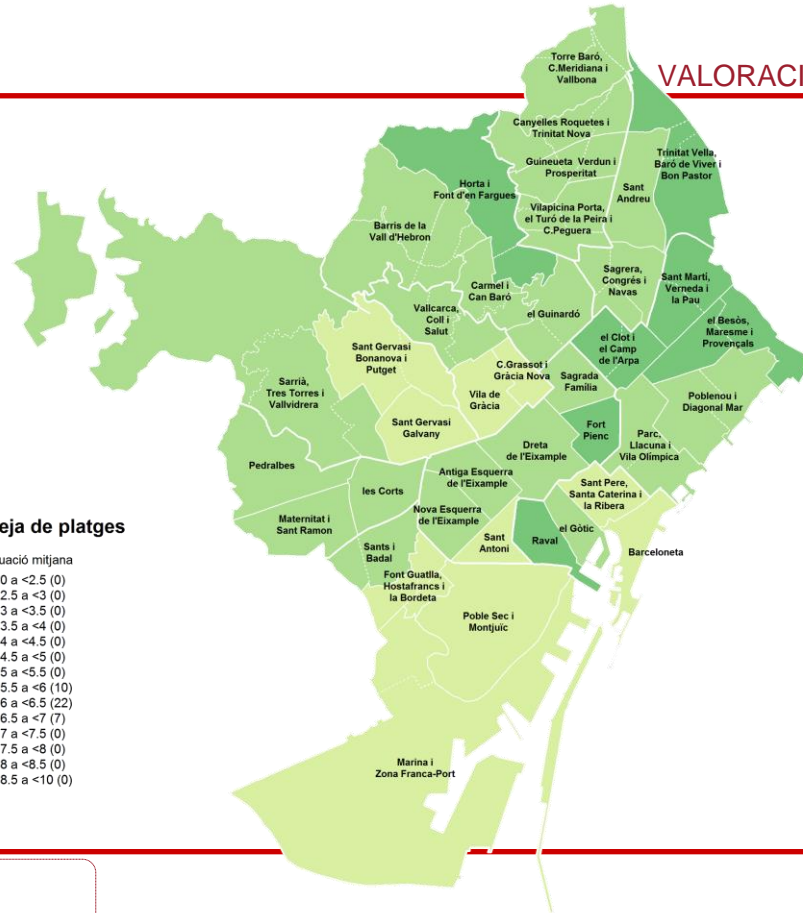 VALORACI
Torre Baró,
C.Meridiana i
Vallbona
Canyelles Roquetes i
Trinitat Nova
Guineueta Verdun i
Prosperitat
Trinitat Vella,
Baró de Viver i
Bon Pastor
Sant
Andreu
Horta i
Font d'en Fargues
Vilapicina Porta,
el Turó de la Peira i
C.Peguera
Barris de la
Vall d'Hebron
Sagrera,
Congrés i
Navas
Sant Martí,
Verneda i
la Pau
Carmel i
Can Baró
Vallcarca,
Coll i
Salut
el Guinardó
el Besòs,
Maresme i
Provençals
el Clot i
el Camp
de l'Arpa
Sant Gervasi
Bonanova i
Putget
C.Grassot i
Gràcia Nova
Sagrada
Família
Sarrià,
Tres Torres i
Vallvidrera
Vila de
Gràcia
Poblenou i
Diagonal Mar
Sant Gervasi
Galvany
Fort
Pienc
Parc,
Llacuna i
Vila Olímpica
Dreta
de l'Eixample
Pedralbes
Antiga Esquerra
de l'Eixample
les Corts
Sant Pere,
Santa Caterina i
la Ribera
Maternitat i
Sant Ramon
Nova Esquerra
de l'Eixample
el Gòtic
Sant
Antoni
Raval
Barceloneta
Sants i
Badal
Font Guatlla,
Hostafrancs i
la Bordeta
Poble Sec i
Montjuïc
Marina i
Zona Franca-Port
eja de platges
uació mitjana
0 a <2.5 (0)
2.5 a <3 (0)
3 a <3.5 (0)
3.5 a <4 (0)
4 a <4.5 (0)
4.5 a <5 (0)
5 a <5.5 (0)
5.5 a <6 (10)
6 a <6.5 (22)
6.5 a <7 (7)
7 a <7.5 (0)
7.5 a <8 (0)
8 a <8.5 (0)
8.5 a <10 (0)